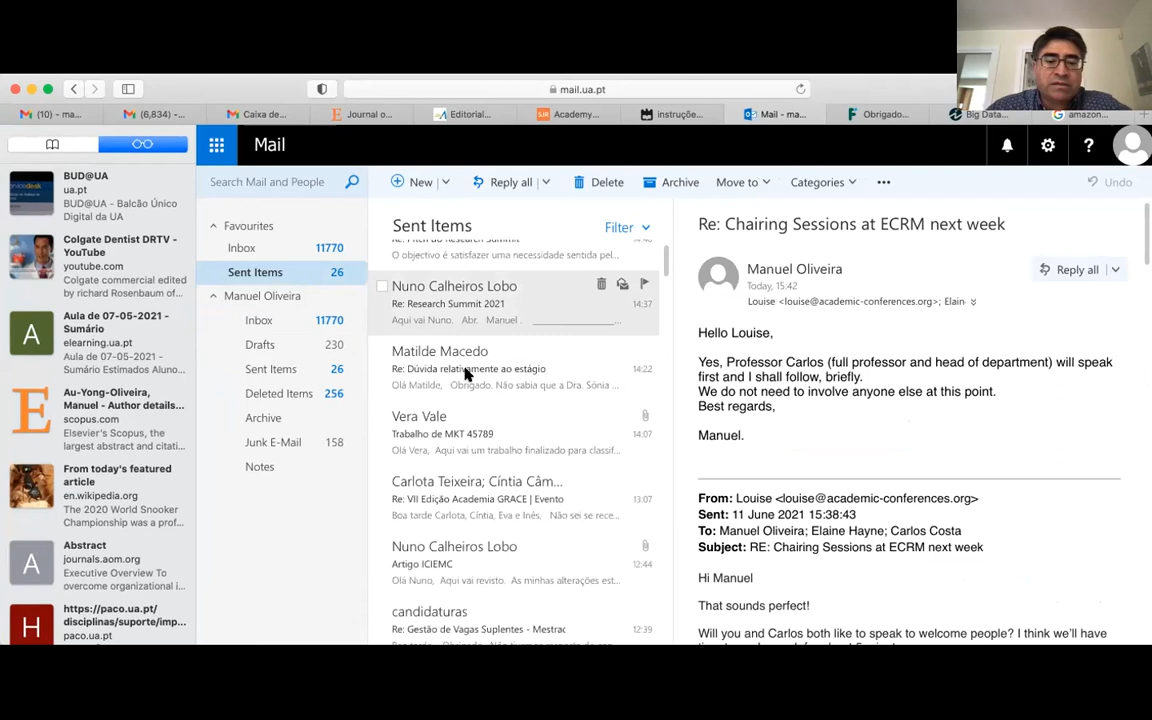 mail.ua.pt
(10) - ma...
(6,834) -...
Caixa de...
Journal o...
Editorial...
Academy...
instruçõe...
Mail - ma...
Obrigado...
Big Data...
amazon...
Mail
BUD@UA
ua.pt
BUD@UA - Balcão Único
Digital da UA
Colgate Dentist DRTV -
YouTube
youtube.com
Colgate commercial edited
by richard Rosenbaum of...
A
Aula de 07-05-2021 -
Sumário
elearning.ua.pt
Aula de 07-05-2021 -
Sumário Estimados Aluno...
E
Au-Yong-Oliveira,
Manuel - Author details...
scopus.com
Elsevier's Scopus, the
largest abstract and citati...
From today's featured
article
en.wikipedia.org
The 2020 World Snooker
Championship was a prof...
A
Abstract
journals.aom.org
Executive Overview To
overcome organizational i...
H
https://paco.ua.pt/
disciplinas/suporte/imp...
paco.ua.pt
Search Mail and People
Favourites
Inbox 11770
Sent Items 26
Manuel Oliveira
Inbox 11770
Drafts 230
Sent Items 26
Deleted Items 256
Archive
Junk E-Mail 158
Notes
New
Reply all
Delete
Archive
Move to
Categories
Undo
Sent Items
Filter
Re: Pitch do Research Summit
O objectivo é satisfazer uma necessidade sentida pel...
Nuno Calheiros Lobo
Re: Research Summit 2021 14:37
Aqui vai Nuno. Abr. Manuel . ________________...
Matilde Macedo
Re: Dúvida relativamente ao estágio 14:22
Olá Matilde, Obrigado. Não sabia que a Dra. Sónia ...
Vera Vale
Trabalho de MKT 45789 14:07
Olá Vera, Aqui vai um trabalho finalizado para classif...
Carlota Teixeira; Cíntia Câm...
Re: VII Edição Academia GRACE | Evento 13:07
Boa tarde Carlota, Cíntia, Eva e Inês, Não sei se rece...
Nuno Calheiros Lobo
Artigo ICIEMC 12:44
Olá Nuno, Aqui vai revisto. As minhas alterações est...
candidaturas
Re: Gestão de Vagas Suplentes - Mestrac 12:39
Re: Chairing Sessions at ECRM next week
Manuel Oliveira
Today, 15:42
Louise <louise@academic-conferences.org>; Elain
Reply all
Hello Louise,
Yes, Professor Carlos (full professor and head of department) will speak
first and I shall follow, briefly.
We do not need to involve anyone else at this point.
Best regards,
Manuel.
From: Louise <louise@academic-conferences.org>
Sent: 11 June 2021 15:38:43
To: Manuel Oliveira; Elaine Hayne; Carlos Costa
Subject: RE: Chairing Sessions at ECRM next week
Hi Manuel
That sounds perfect!
Will you and Carlos both like to speak to welcome people? I think we'll have